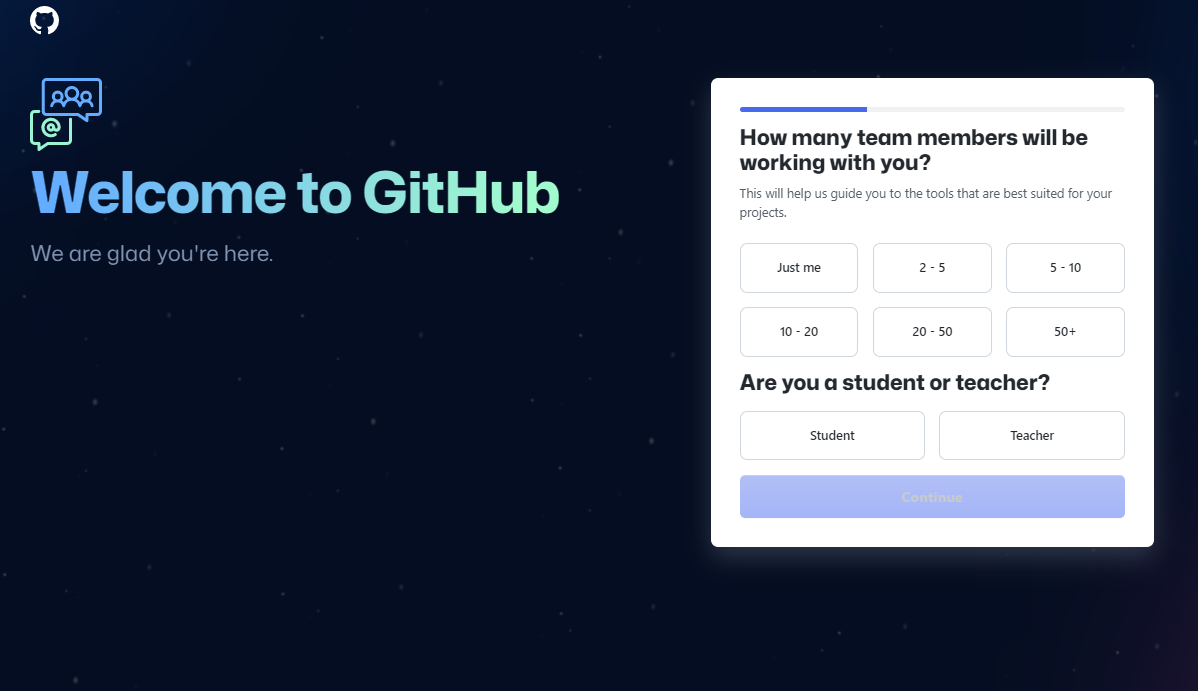 @
Welcome to GitHub
We are glad you're here.
How many team members will be
working with you?
This will help us guide you to the tools that are best suited for your
projects.
Just me
2 - 5
5 - 10
10 - 20
20 - 50
50+
Are you a student or teacher?
Student
Teacher
Continue